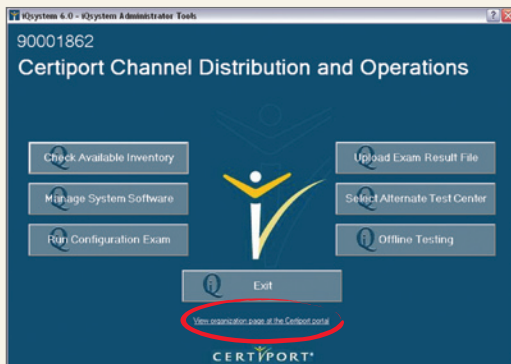 iQsystem 6.0 - iQsystem Administrator Tools
90001862
Certiport Channel Distribution and Operations
Check Available Inventory
Upload Exam Result File
Manage System Software
Select Alternate Test Center
Run Configuration Exam
Offline Testing
Exit
View organization page at the Certiport portal
CERTIPORT